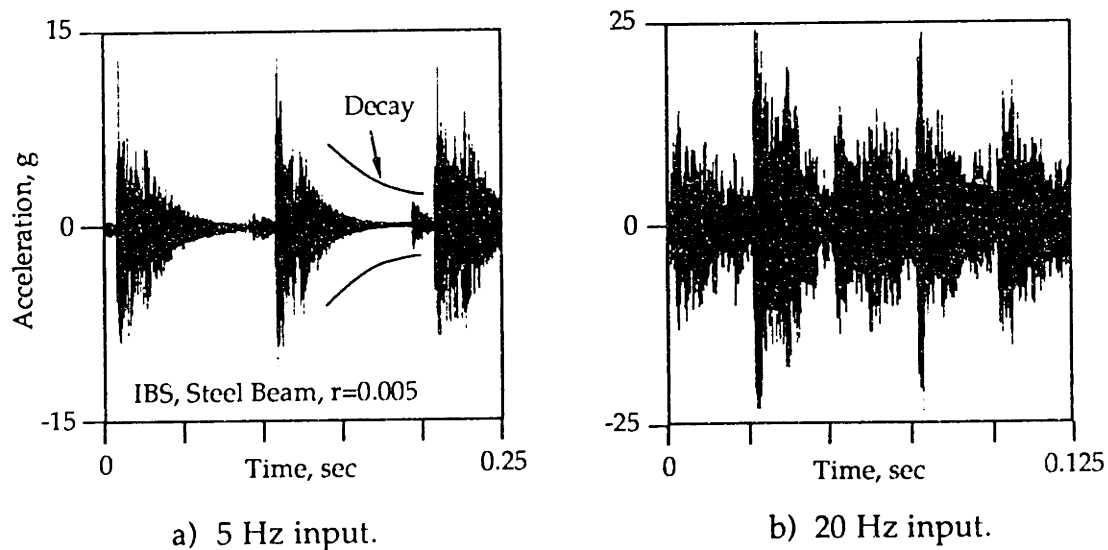 15
0
-15
Acceleration, g
Decay
IBS, Steel Beam, r=0.005
0
Time, sec
0.25
a) 5 Hz input.
25
0
-25
0
Time, sec
0.125
b) 20 Hz input.